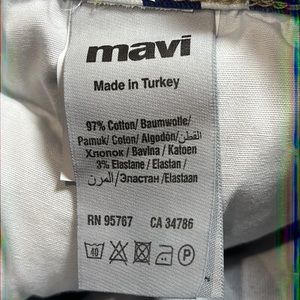 mavi
Made in Turkey
97% Cotton/ Baumwolle/
Pamuk/ Coton/ Algodón/ القطن/
Хлопок/ Bavlna/ Katoen
3% Elastane/ Elastan/
المرن/ Эластан/Elastaan
RN 95767 CA 34786
40 P